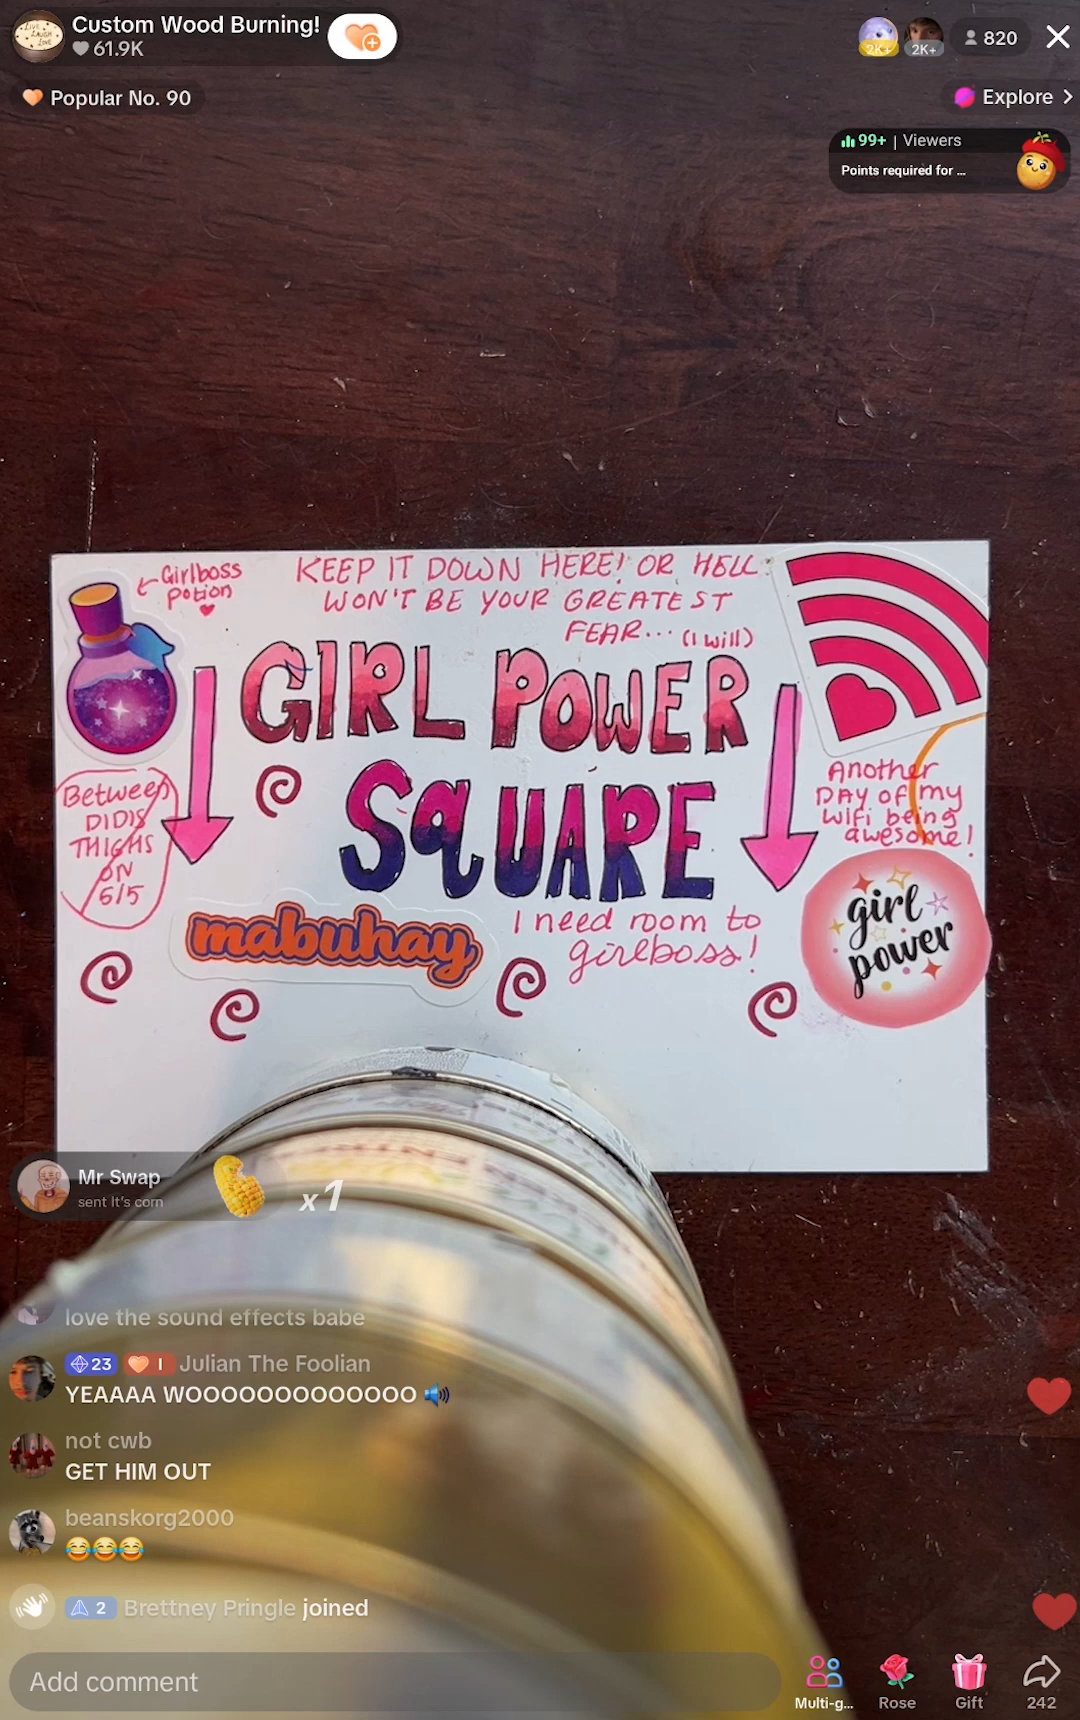 Custom Wood Burning!
61.9K
2K+
2K+
820
Popular No. 90
Explore
99+ | Viewers
Points required for ...
LIVE LAUGH LOVE
Girlboss
potion
KEEP IT DOWN HERE! OR HELL
WON'T BE YOUR GREATEST
FEAR... (I will)
GIRL POWER
SQUARE
Between
DIDIS
THIGHS
ON
6/5
Another
DAY OF my
wifi being
awesome!
mabuhay
I need room to
girlboss!
girl
power
Mr Swap
sent It's corn
x1
love the sound effects babe
23 I Julian The Foolian
YEAAAA WOOOOOOOOOOOOO 🔊
not cwb
GET HIM OUT
beanskorg2000
😂😂😂
2 Brettney Pringle joined
Add comment
Multi-g...
Rose
Gift
242